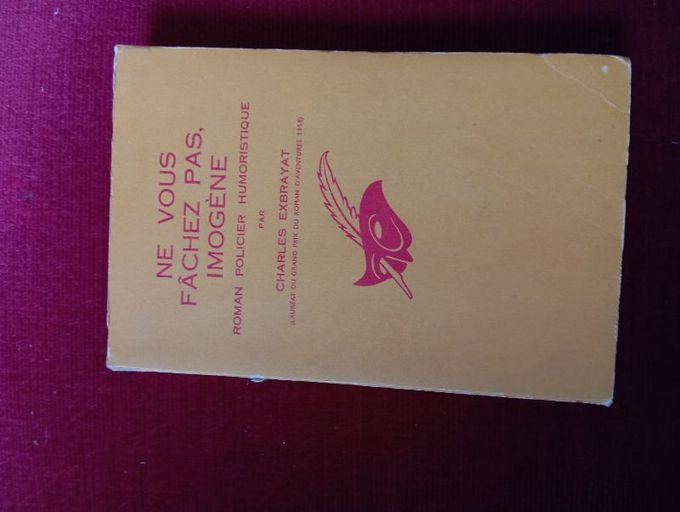 NE VOUS
FÂCHEZ PAS,
IMOGÈNE
ROMAN POLICIER HUMORISTIQUE
PAR
CHARLES EXBRAYAT
(LAURÉAT DU GRAND PRIX DU ROMAN D'AVENTURES 1958)